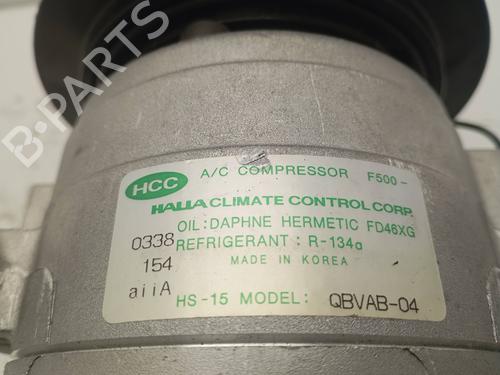 HCC A/C COMPRESSOR F500-
HALLA CLIMATE CONTROL CORP.
OIL:DAPHNE HERMETIC FD46XG
0338 REFRIGERANT : R-134a
154 MADE IN KOREA
aiiA
HS-15 MODEL: QBVAB-04